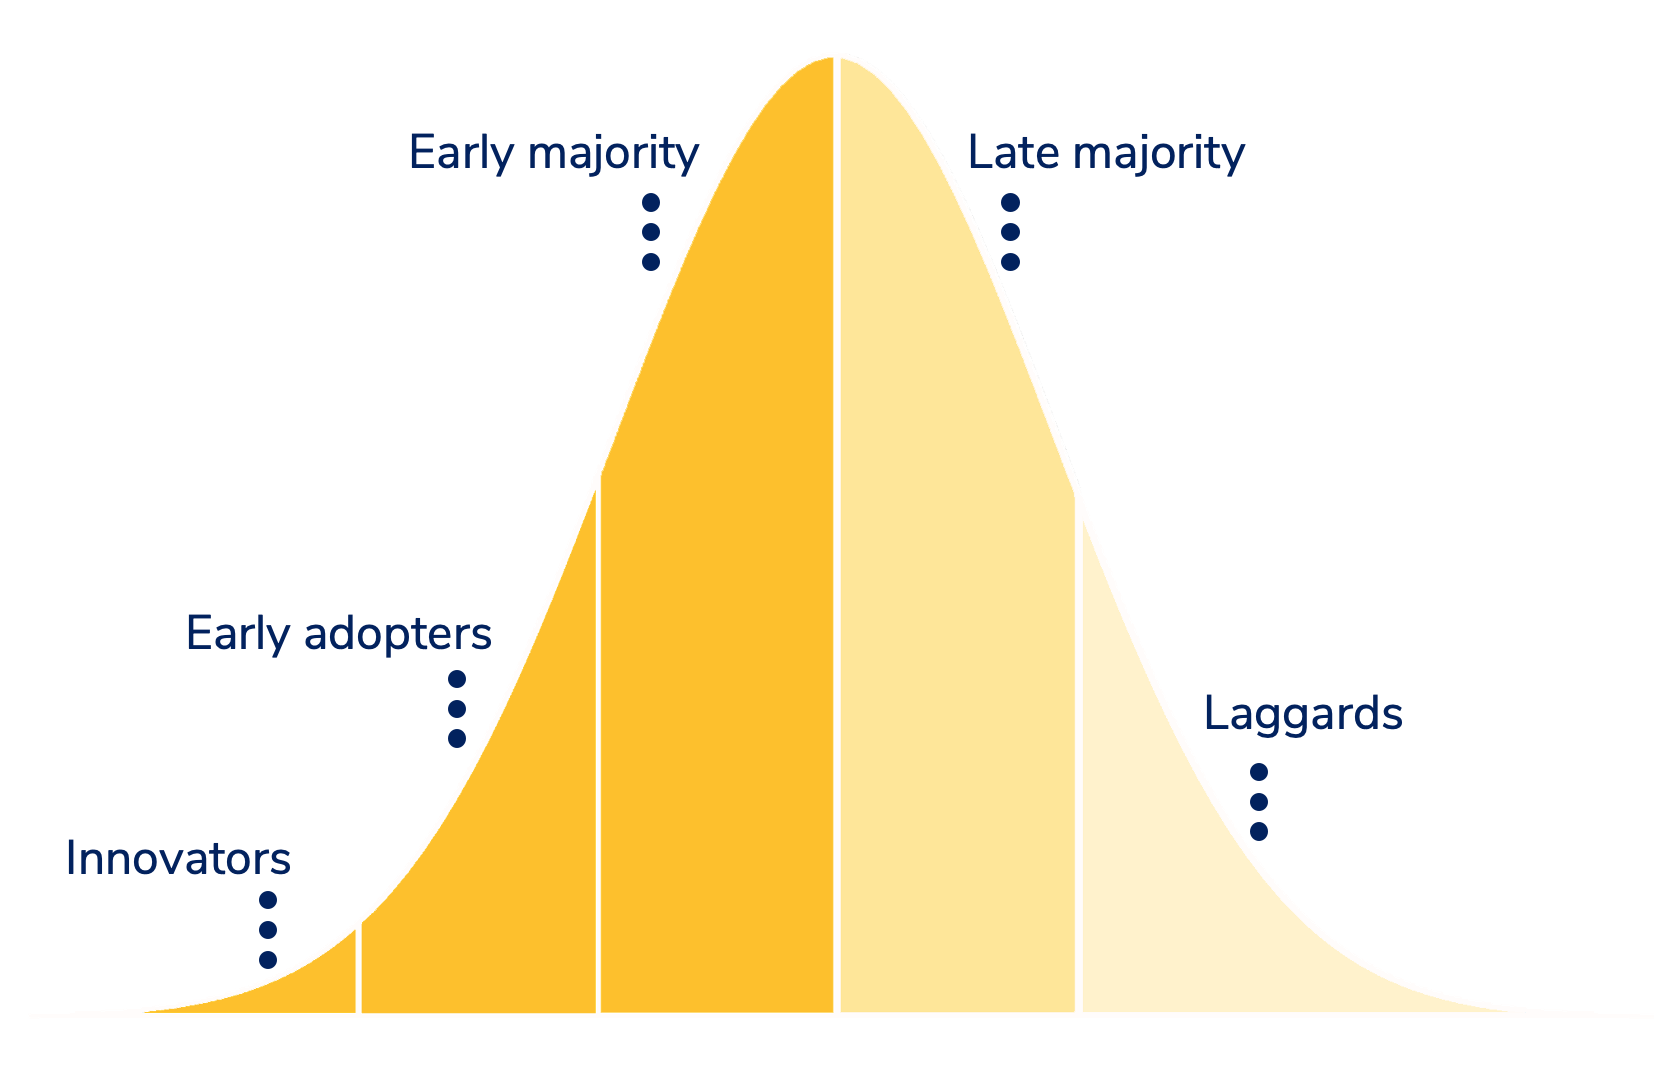 Early majority
Late majority
Early adopters
Laggards
Innovators